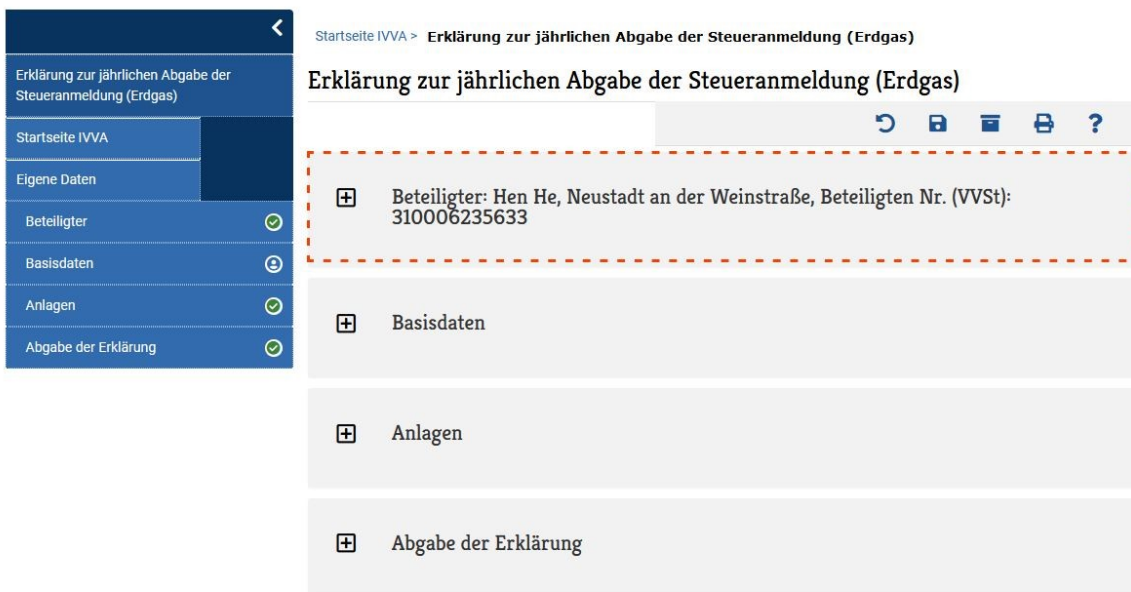 Erklärung zur jährlichen Abgabe der
Steueranmeldung (Erdgas)
Startseite IVVA
Eigene Daten
Beteiligter
Basisdaten
Anlagen
Abgabe der Erklärung
Startseite IVVA > Erklärung zur jährlichen Abgabe der Steueranmeldung (Erdgas)
Erklärung zur jährlichen Abgabe der Steueranmeldung (Erdgas)
?
Beteiligter: Hen He, Neustadt an der Weinstraße, Beteiligten Nr. (VVSt):
310006235633
Basisdaten
Anlagen
Abgabe der Erklärung